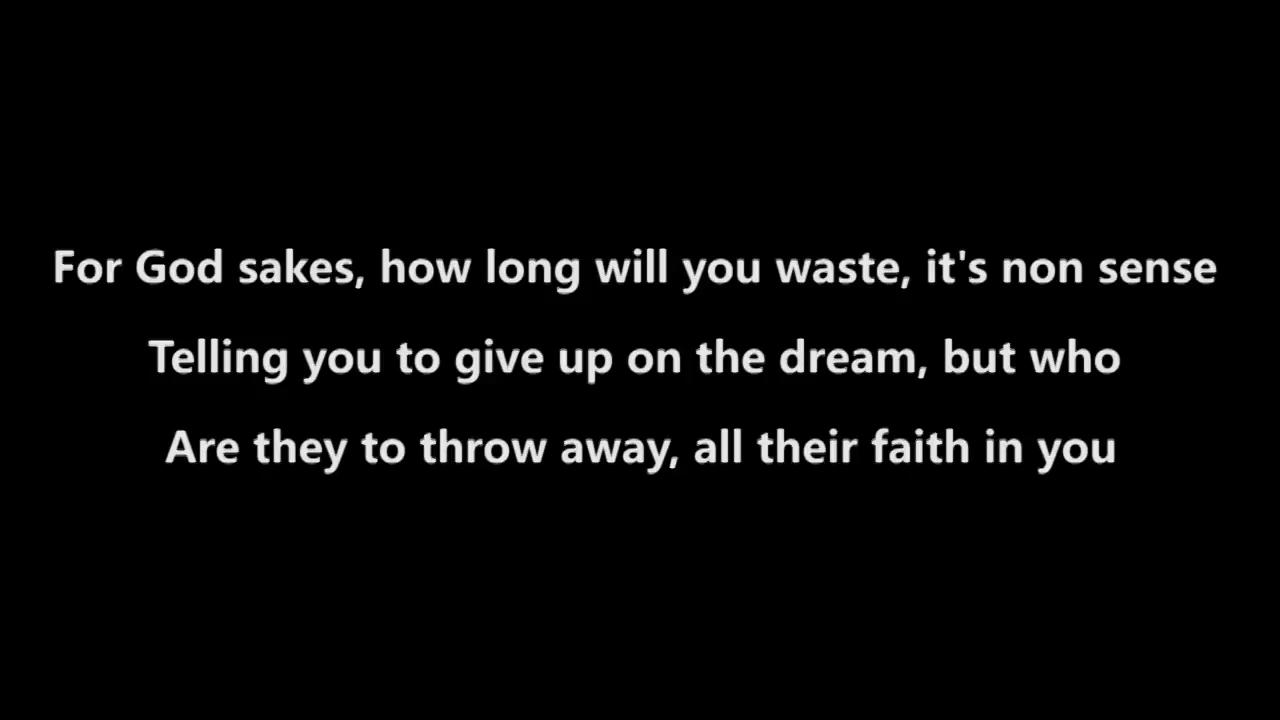 For God sakes, how long will you waste, it's non sense
Telling you to give up on the dream, but who
Are they to throw away, all their faith in you